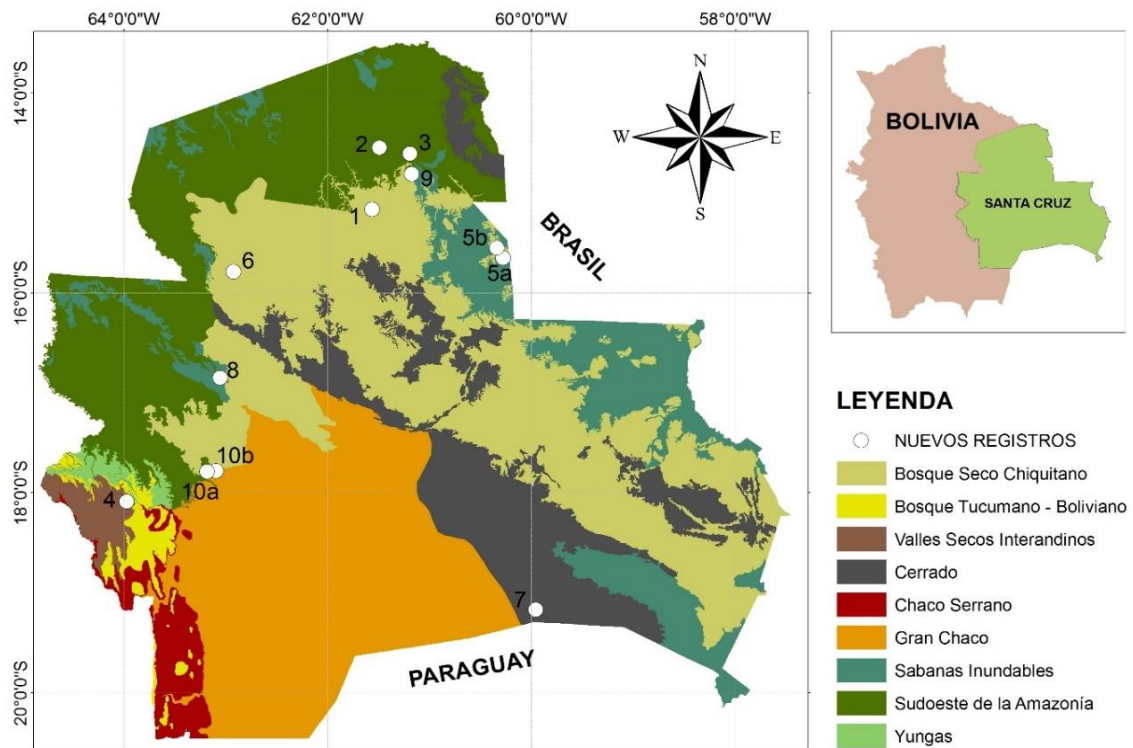 64°0'0"W 62°0'0"W 60°0'0"W 58°0'0"W
14°0'0"S
16°0'0"S
18°0'0"S
20°0'0"S
N
W E
S
2
3
9
1
5b
5a
6
8
10b
10a
4
7
BRASIL
PARAGUAY
BOLIVIA
SANTA CRUZ
LEYENDA
NUEVOS REGISTROS
Bosque Seco Chiquitano
Bosque Tucumano - Boliviano
Valles Secos Interandinos
Cerrado
Chaco Serrano
Gran Chaco
Sabanas Inundables
Sudoeste de la Amazonía
Yungas